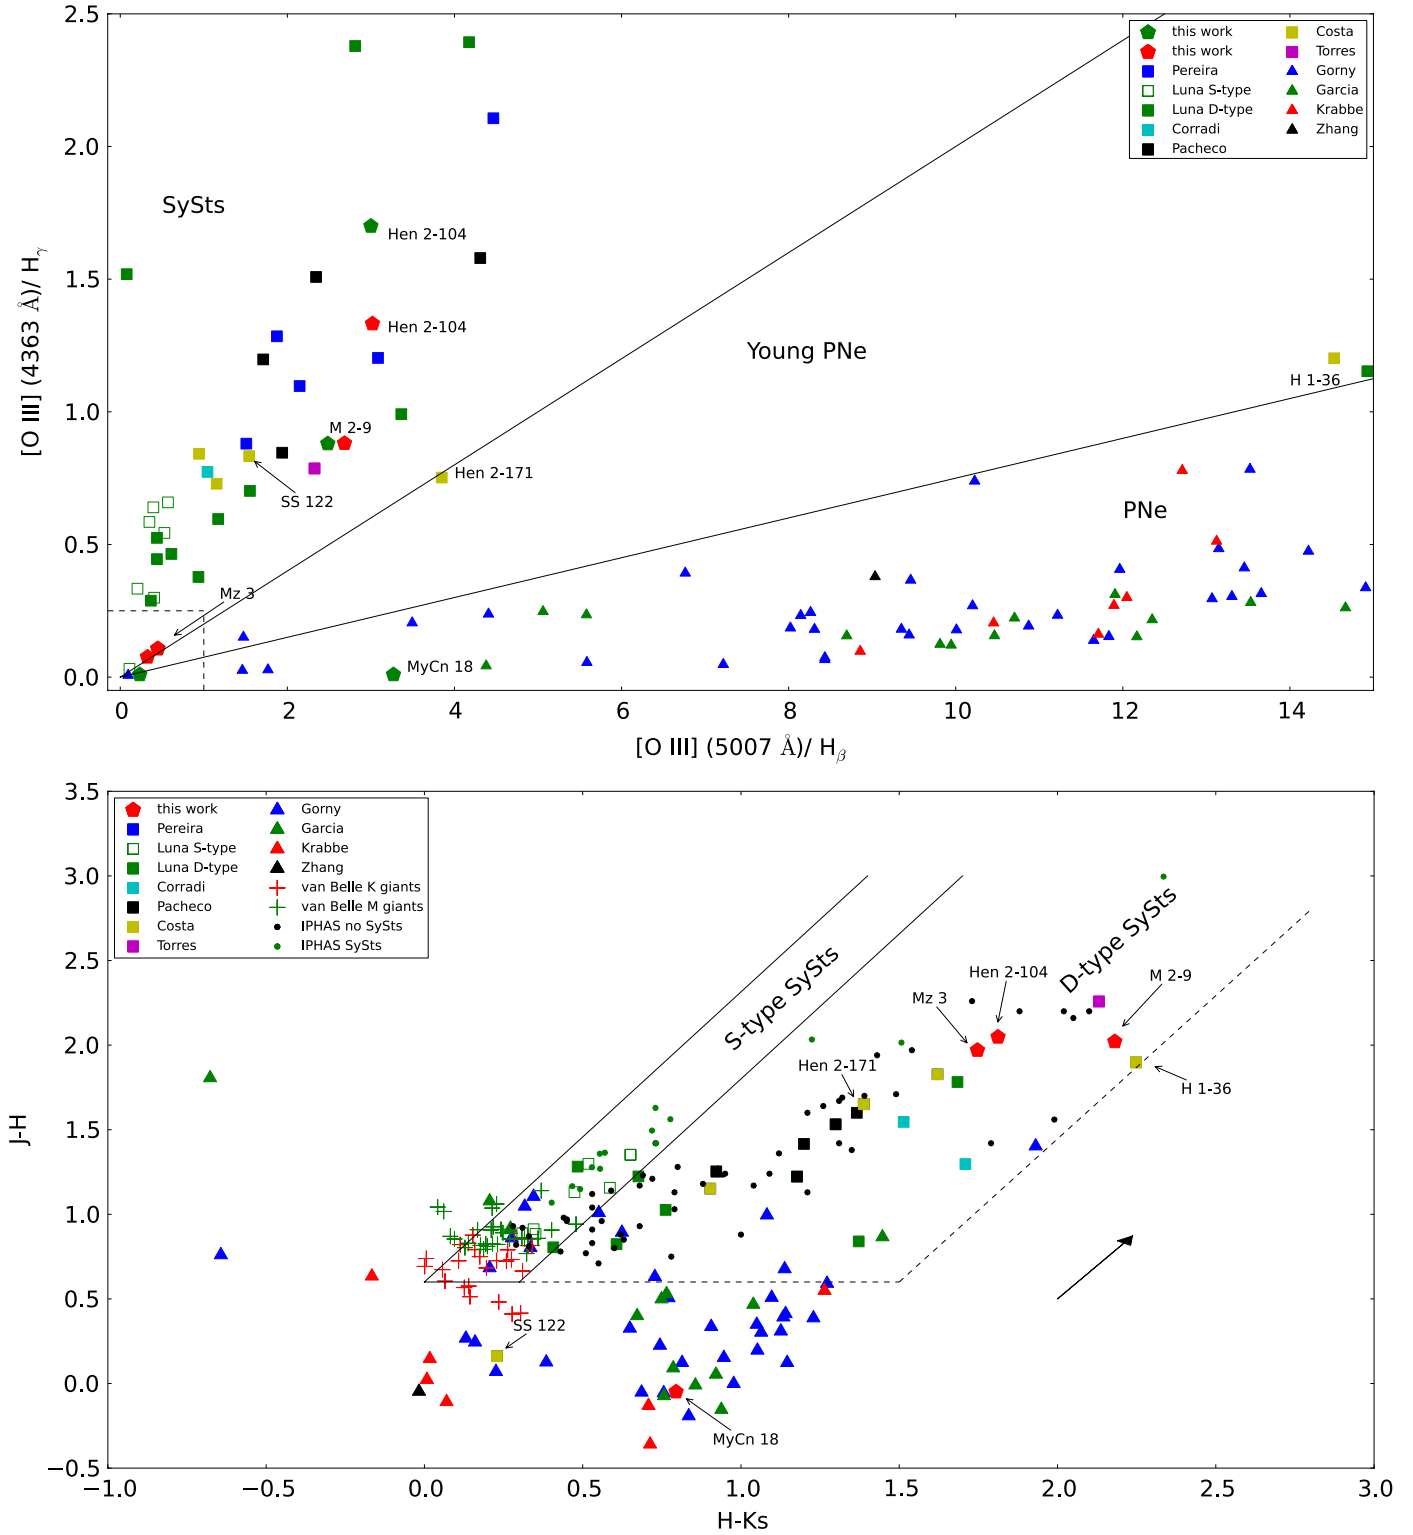 2.5
2.0
1.5
1.0
0.5
0.0
[O III] (4363 Å)/ Hγ
SySts
Young PNe
PNe
Hen 2-104
Hen 2-104
M 2-9
SS 122
Hen 2-171
H 1-36
Mz 3
MyCn 18
this work
this work
Pereira
Luna S-type
Luna D-type
Corradi
Pacheco
Costa
Torres
Gorny
Garcia
Krabbe
Zhang
0 2 4 6 8 10 12 14
[O III] (5007 Å)/ Hβ
3.5
3.0
2.5
2.0
1.5
1.0
0.5
0.0
−0.5
J-H
this work
Pereira
Luna S-type
Luna D-type
Corradi
Pacheco
Costa
Torres
Gorny
Garcia
Krabbe
Zhang
van Belle K giants
van Belle M giants
IPHAS no SySts
IPHAS SySts
S-type SySts
D-type SySts
Hen 2-104
M 2-9
Mz 3
Hen 2-171
H 1-36
SS 122
MyCn 18
−1.0 −0.5 0.0 0.5 1.0 1.5 2.0 2.5 3.0
H-Ks